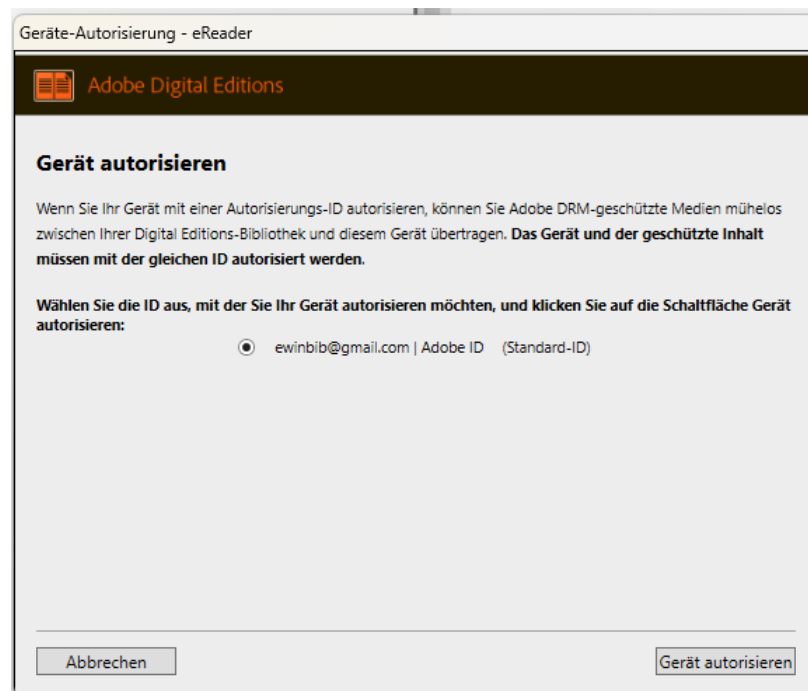 Geräte-Autorisierung - eReader
Adobe Digital Editions
Gerät autorisieren
Wenn Sie Ihr Gerät mit einer Autorisierungs-ID autorisieren, können Sie Adobe DRM-geschützte Medien mühelos
zwischen Ihrer Digital Editions-Bibliothek und diesem Gerät übertragen. Das Gerät und der geschützte Inhalt
müssen mit der gleichen ID autorisiert werden.
Wählen Sie die ID aus, mit der Sie Ihr Gerät autorisieren möchten, und klicken Sie auf die Schaltfläche Gerät
autorisieren:
ewinbib@gmail.com | Adobe ID (Standard-ID)
Abbrechen
Gerät autorisieren